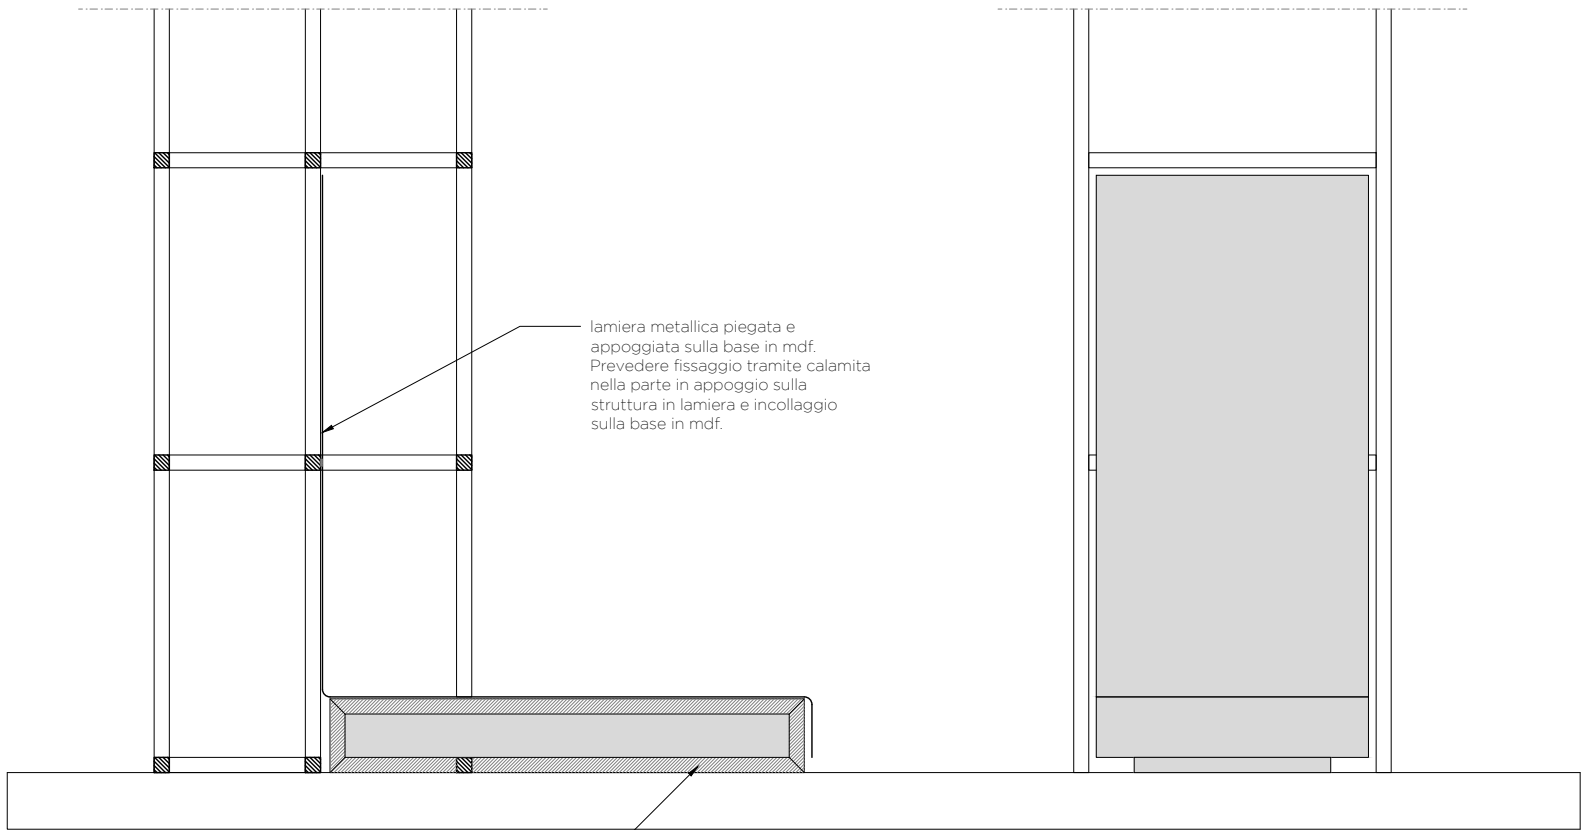 lamiera metallica piegata e
appoggiata sulla base in mdf.
Prevedere fissaggio tramite calamita
nella parte in appoggio sulla
struttura in lamiera e incollaggio
sulla base in mdf.